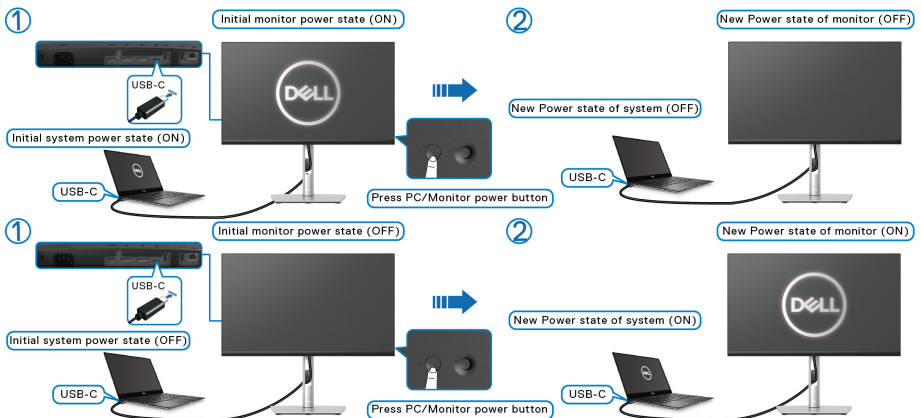 1
Initial monitor power state (ON)
2
New Power state of monitor (OFF)
USB-C
DELL
New Power state of system (OFF)
Initial system power state (ON)
DELL
USB-C
Press PC/Monitor power button
USB-C
1
Initial monitor power state (OFF)
2
New Power state of monitor (ON)
USB-C
DELL
New Power state of system (ON)
Initial system power state (OFF)
DELL
USB-C
Press PC/Monitor power button
USB-C